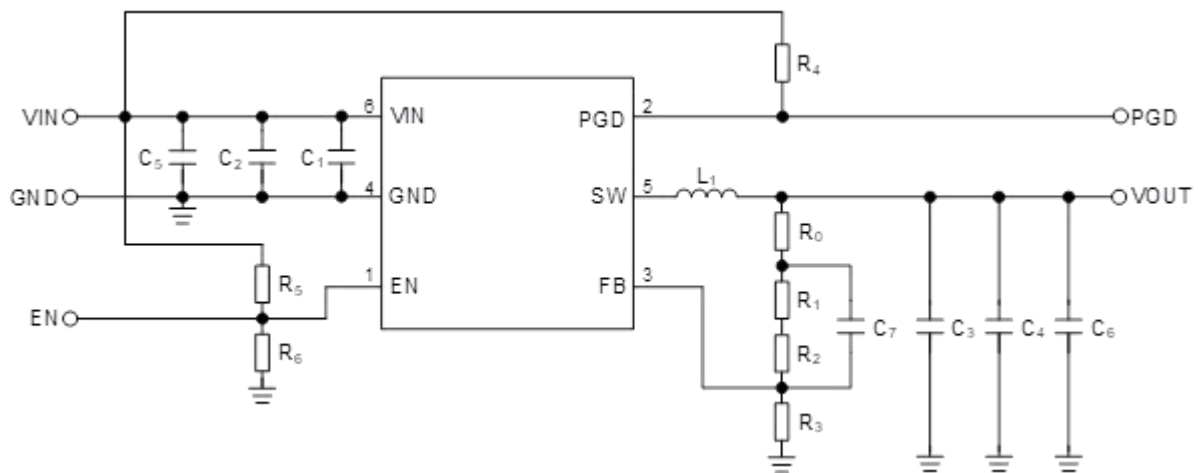 R₄
VIN
6
VIN
PGD
2
PGD
C₅
C₂
C₁
GND
4
GND
SW
5
L₁
VOUT
R₀
R₅
1
EN
FB
3
R₁
EN
R₆
R₂
C₇
C₃
C₄
C₆
R₃